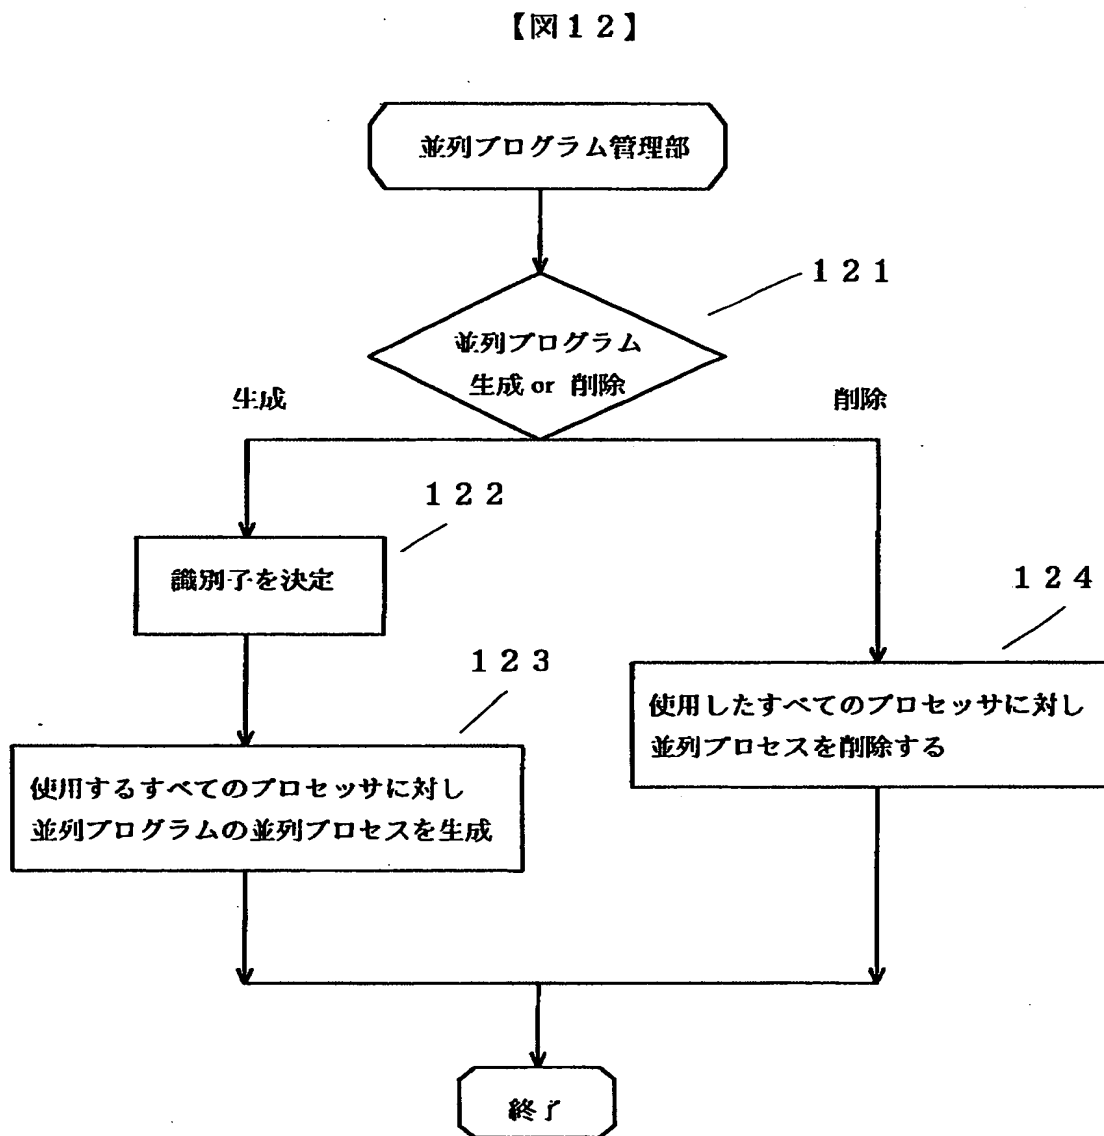 【図１２】
並列プログラム管理部
１２１
並列プログラム
生成 or 削除
生成
削除
１２２
識別子を決定
１２４
１２３
使用したすべてのプロセッサに対し
並列プロセスを削除する
使用するすべてのプロセッサに対し
並列プログラムの並列プロセスを生成
終了